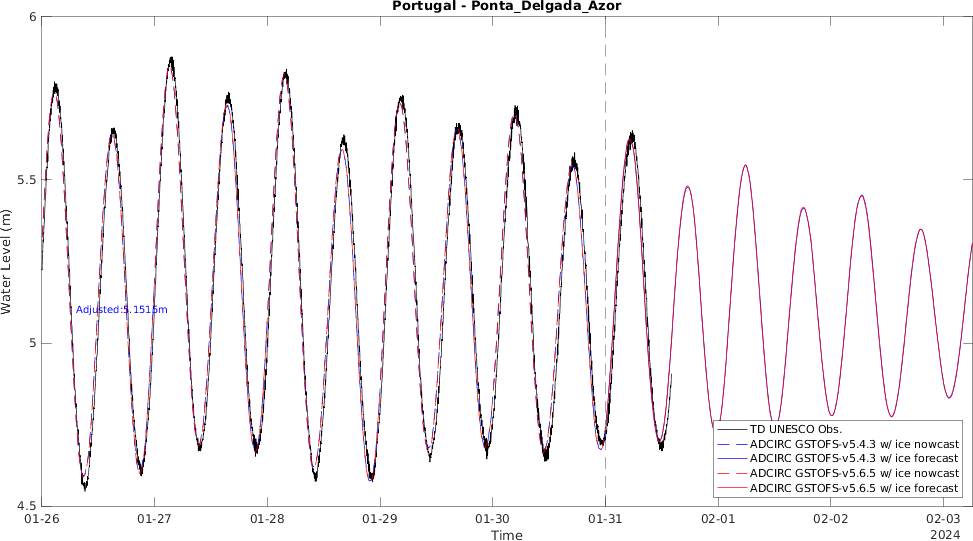 Portugal - Ponta_Delgada_Azor
6
5.5
5
4.5
Water Level (m)
Adjusted:5.1515m
TD UNESCO Obs.
ADCIRC GSTOFS-v5.4.3 w/ ice nowcast
ADCIRC GSTOFS-v5.4.3 w/ ice forecast
ADCIRC GSTOFS-v5.6.5 w/ ice nowcast
ADCIRC GSTOFS-v5.6.5 w/ ice forecast
01-26 01-27 01-28 01-29 01-30 01-31 02-01 02-02 02-03
2024
Time